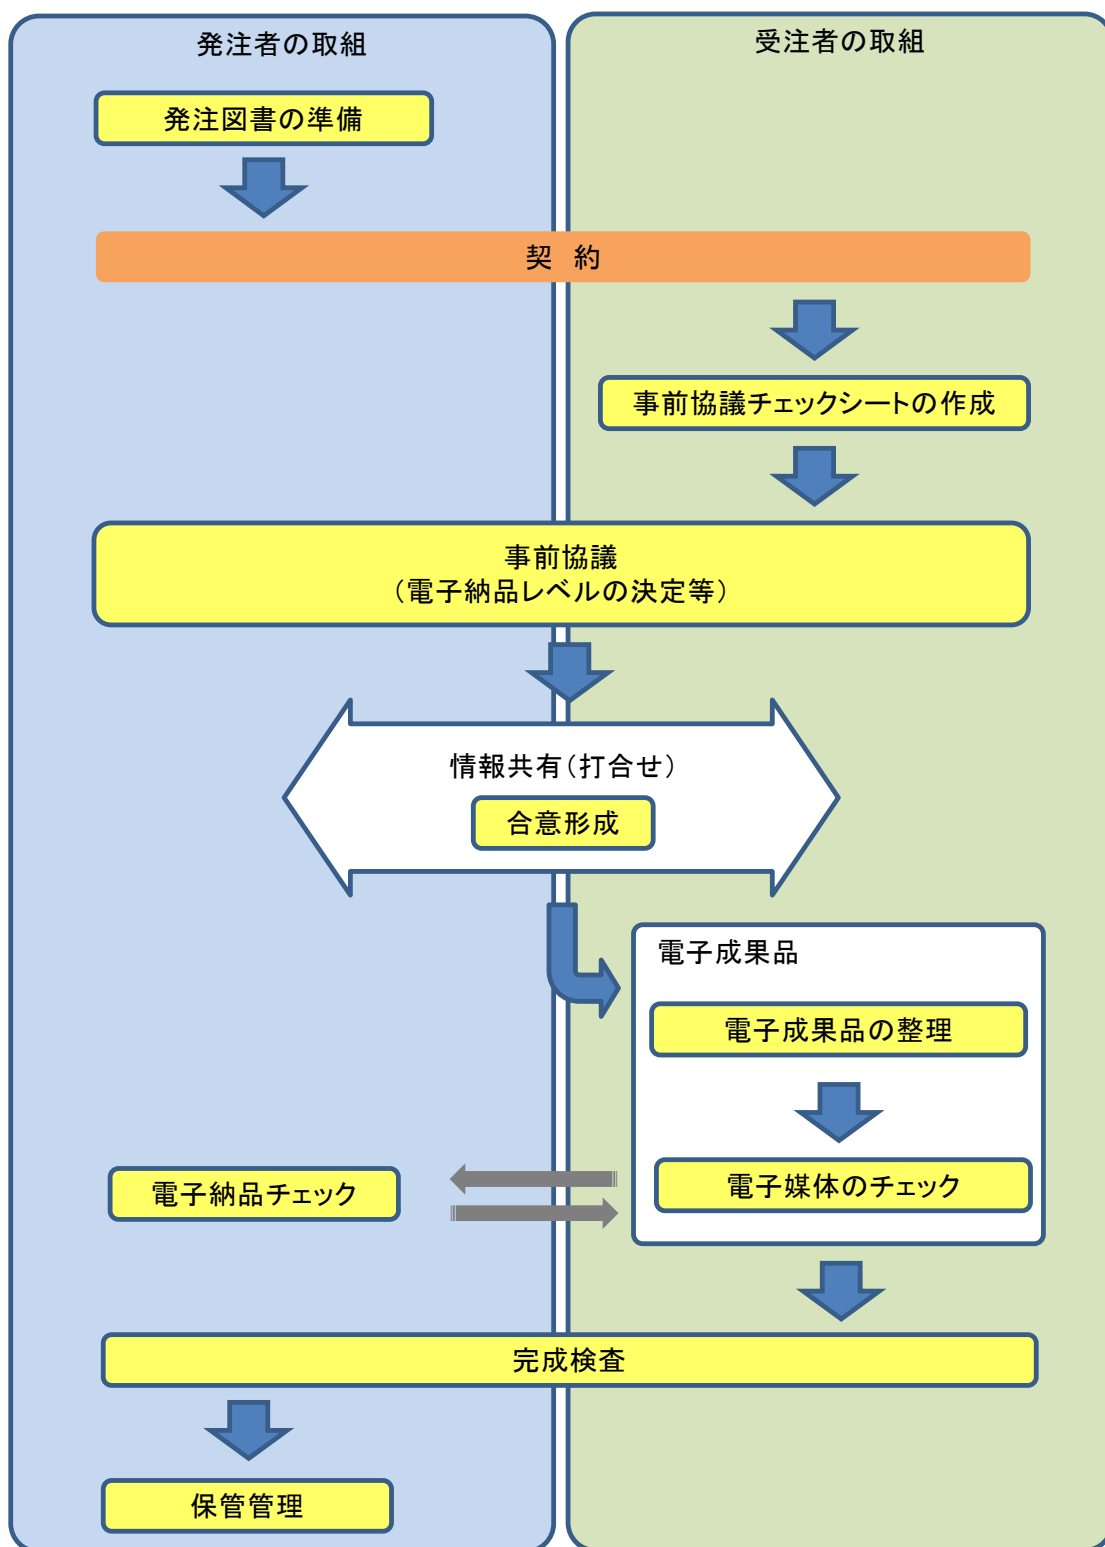 発注者の取組
受注者の取組
発注図書の準備
契 約
事前協議チェックシートの作成
事前協議
（電子納品レベルの決定等）
情報共有（打合せ）
合意形成
電子成果品
電子成果品の整理
電子納品チェック
電子媒体のチェック
完成検査
保管管理